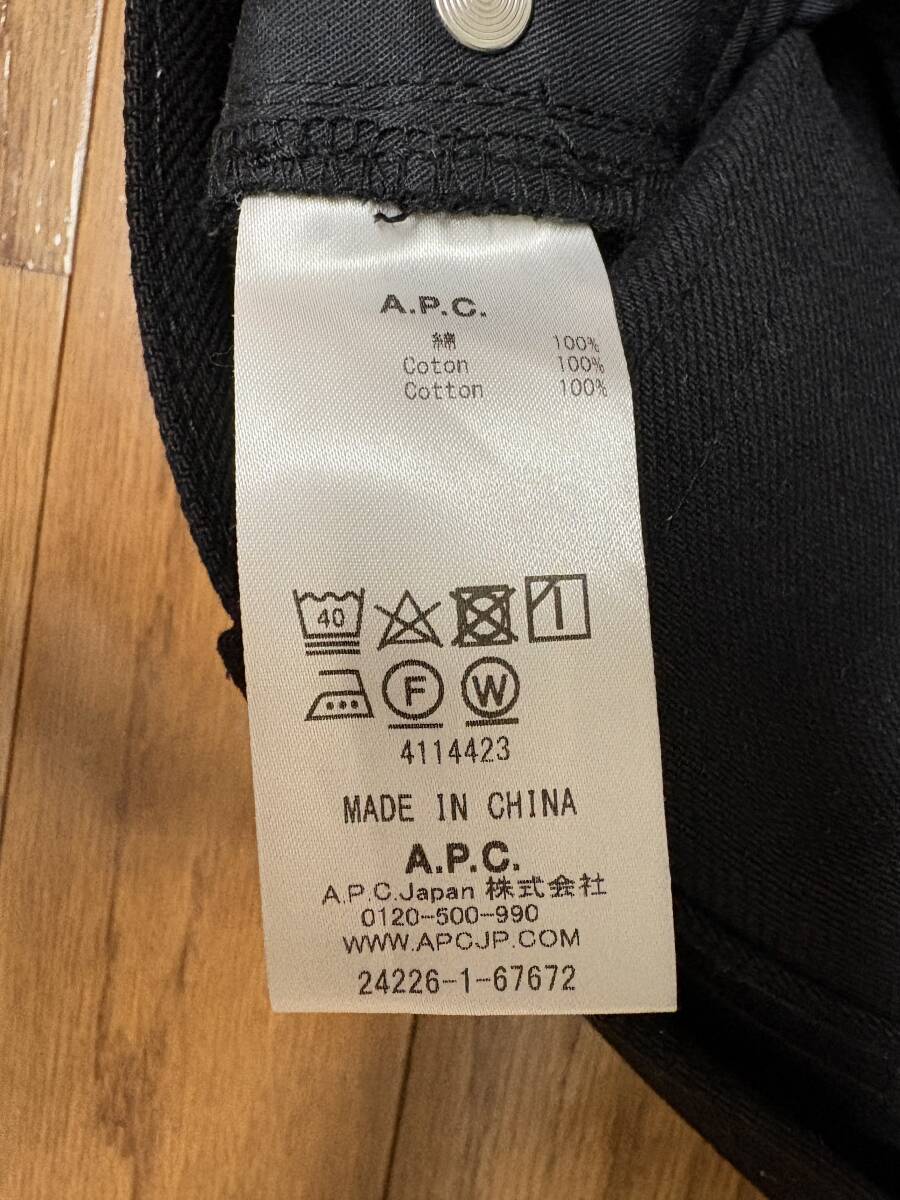 A.P.C.
綿 100%
Coton 100%
Cotton 100%
40
F W
4114423
MADE IN CHINA
A.P.C.
A.P.C.Japan 株式会社
0120-500-990
WWW.APCJP.COM
24226-1-67672